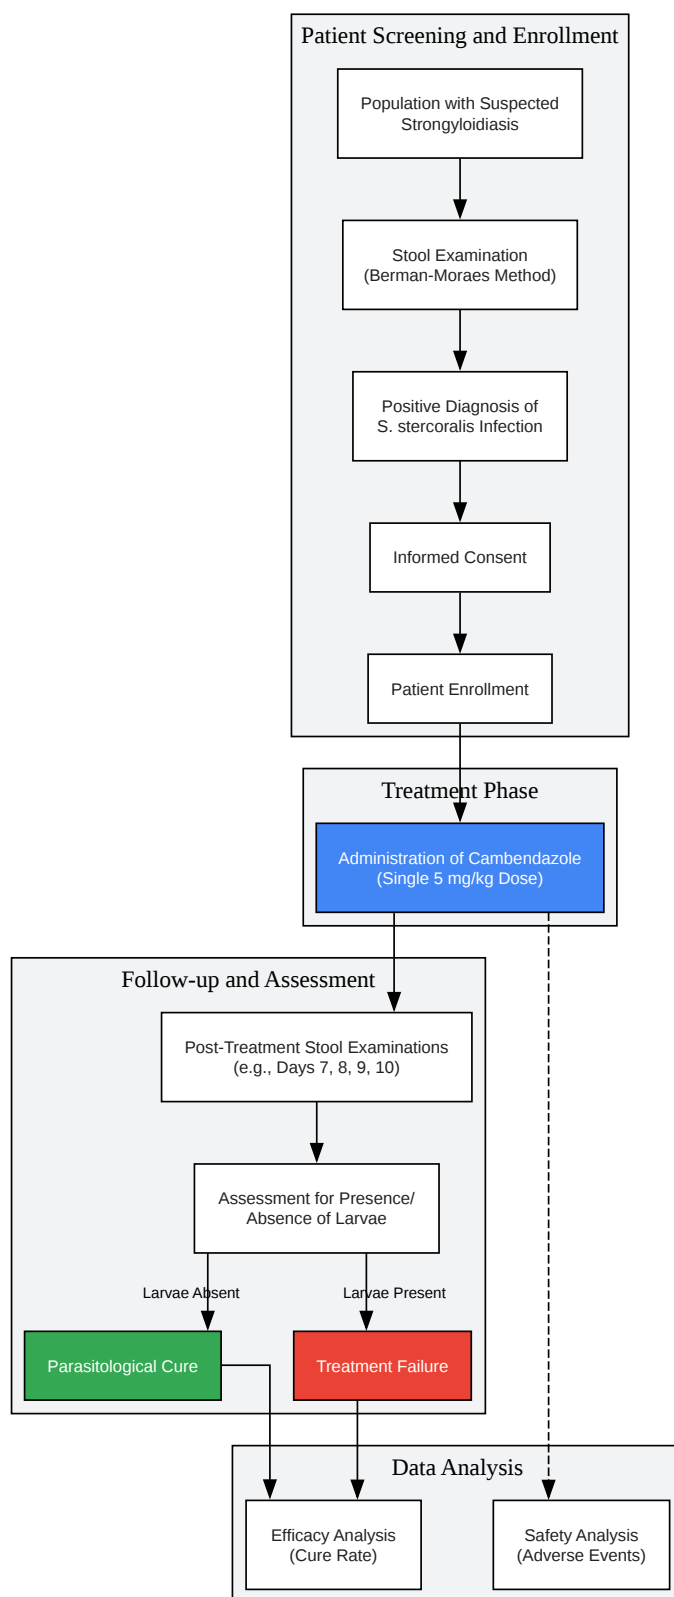 Patient Screening and Enrollment
Population with Suspected
Strongyloidiasis
Stool Examination
(Berman-Moraes Method)
Positive Diagnosis of
S. stercoralis Infection
Informed Consent
Patient Enrollment
Treatment Phase
Administration of Cambendazole
(Single 5 mg/kg Dose)
Follow-up and Assessment
Post-Treatment Stool Examinations
(e.g., Days 7, 8, 9, 10)
Assessment for Presence/
Absence of Larvae
Larvae Absent
Larvae Present
Parasitological Cure
Treatment Failure
Data Analysis
Efficacy Analysis
(Cure Rate)
Safety Analysis
(Adverse Events)